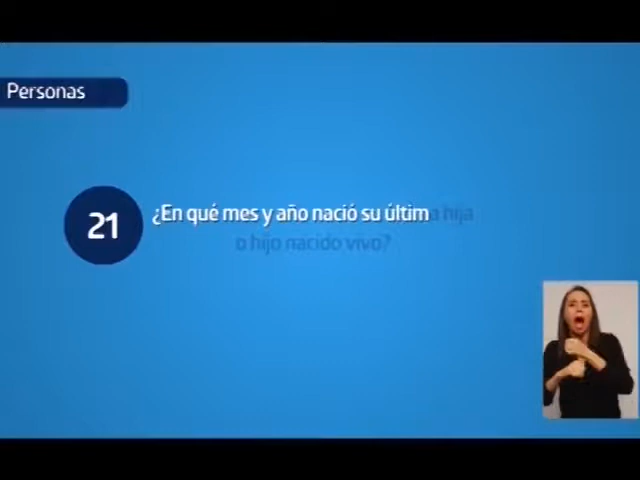 Personas
21
¿En qué mes y año nació su última hija
o hijo nacido vivo?